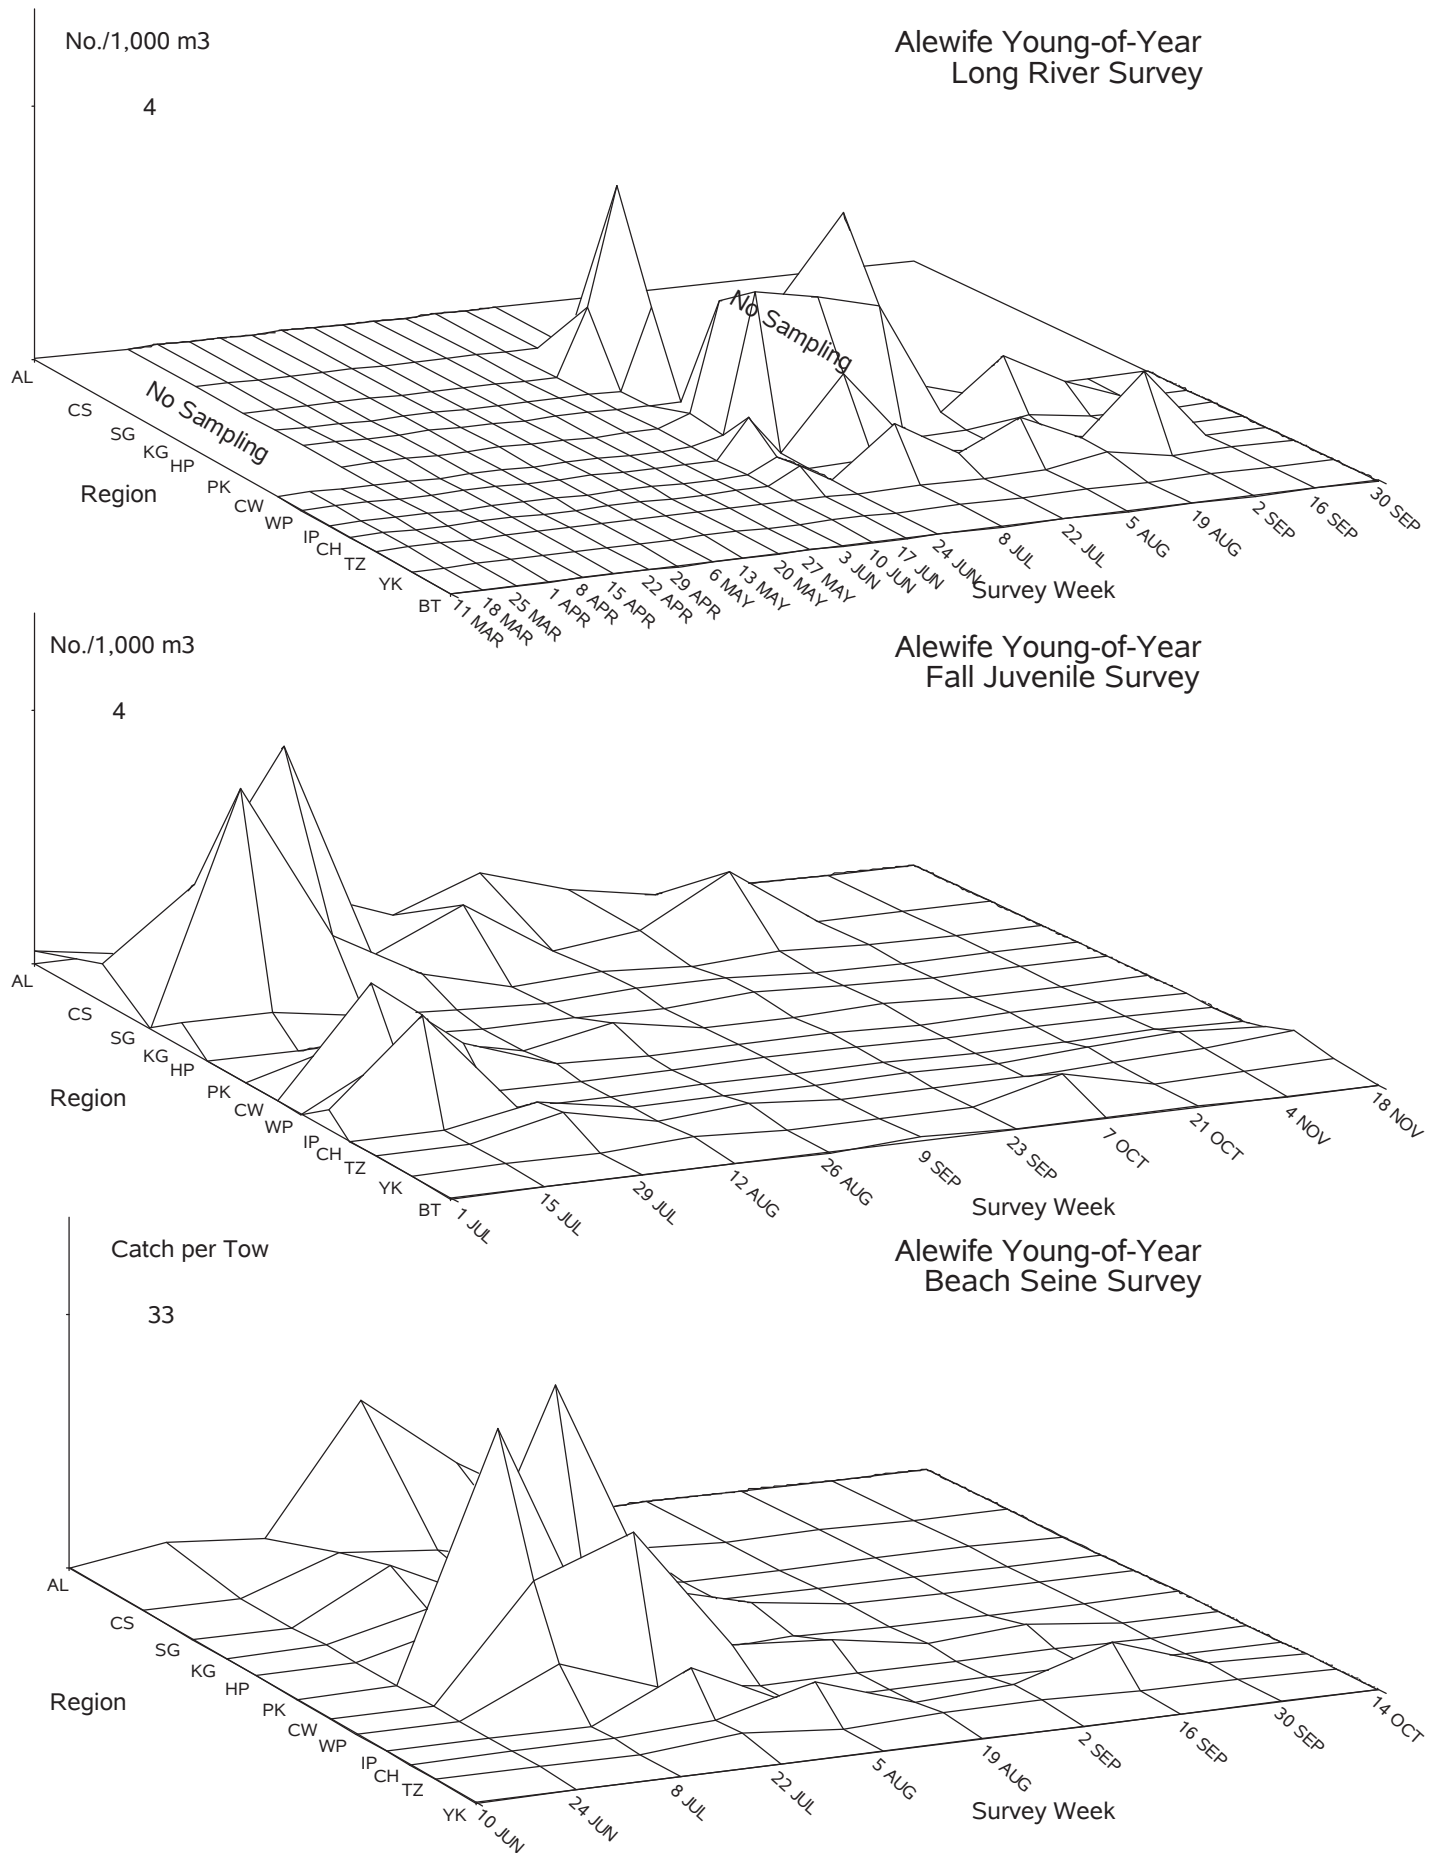 No./1,000 m3
Alewife Young-of-Year
Long River Survey
4
No Sampling
AL
CS
SG
KG
HP
PK
CW
WP
IP
CH
TZ
YK
BT
No Sampling
Region
11 MAR
18 MAR
25 MAR
1 APR
8 APR
15 APR
22 APR
29 APR
6 MAY
13 MAY
20 MAY
27 MAY
3 JUN
10 JUN
17 JUN
24 JUN
8 JUL
22 JUL
5 AUG
19 AUG
2 SEP
16 SEP
30 SEP
Survey Week
No./1,000 m3
Alewife Young-of-Year
Fall Juvenile Survey
4
AL
CS
SG
KG
HP
PK
CW
WP
IP
CH
TZ
YK
BT
Region
1 JUL
15 JUL
29 JUL
12 AUG
26 AUG
9 SEP
23 SEP
7 OCT
21 OCT
4 NOV
18 NOV
Survey Week
Catch per Tow
Alewife Young-of-Year
Beach Seine Survey
33
AL
CS
SG
KG
HP
PK
CW
WP
IP
CH
TZ
YK
Region
10 JUN
24 JUN
8 JUL
22 JUL
5 AUG
19 AUG
2 SEP
16 SEP
30 SEP
14 OCT
Survey Week